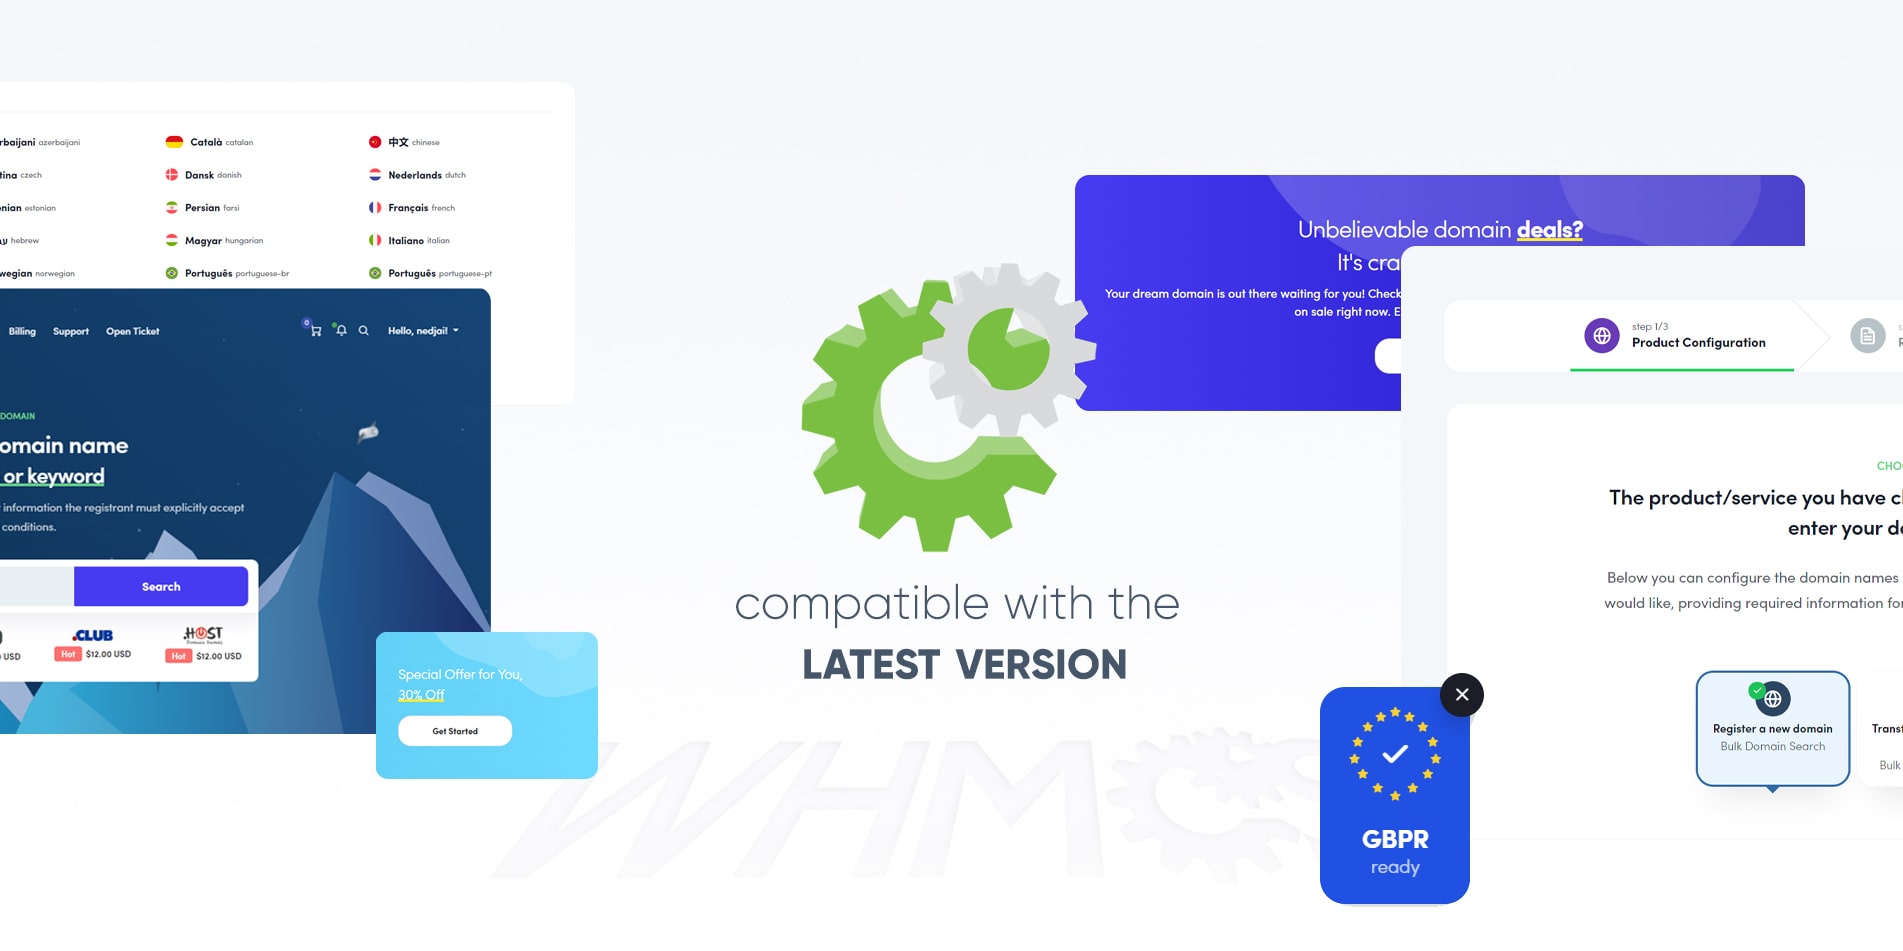 rbaijani azerbaijani
Català catalan
中文 chinese
tina czech
Dansk danish
Nederlands dutch
nian estonian
Persian farsi
Français french
hebrew
Magyar hungarian
Italiano italian
wegian norwegian
Português portuguese-br
Português portuguese-pt
Billing
Support
Open Ticket
0
Hello, nedjai!
DOMAIN
omain name
or keyword
information the registrant must explicitly accept
conditions.
Search
USD
.CLUB
Hot $12.00 USD
.HOST
Hot $12.00 USD
Special Offer for You,
30% Off
Get Started
compatible with the
LATEST VERSION
WHMCS
Unbelievable domain deals?
It's cra
Your dream domain is out there waiting for you! Check
on sale right now. E
step 1/3
Product Configuration
CHO
The product/service you have c
enter your d
Below you can configure the domain names
would like, providing required information fo
Register a new domain
Bulk Domain Search
Transf
Bulk
GBPR
ready